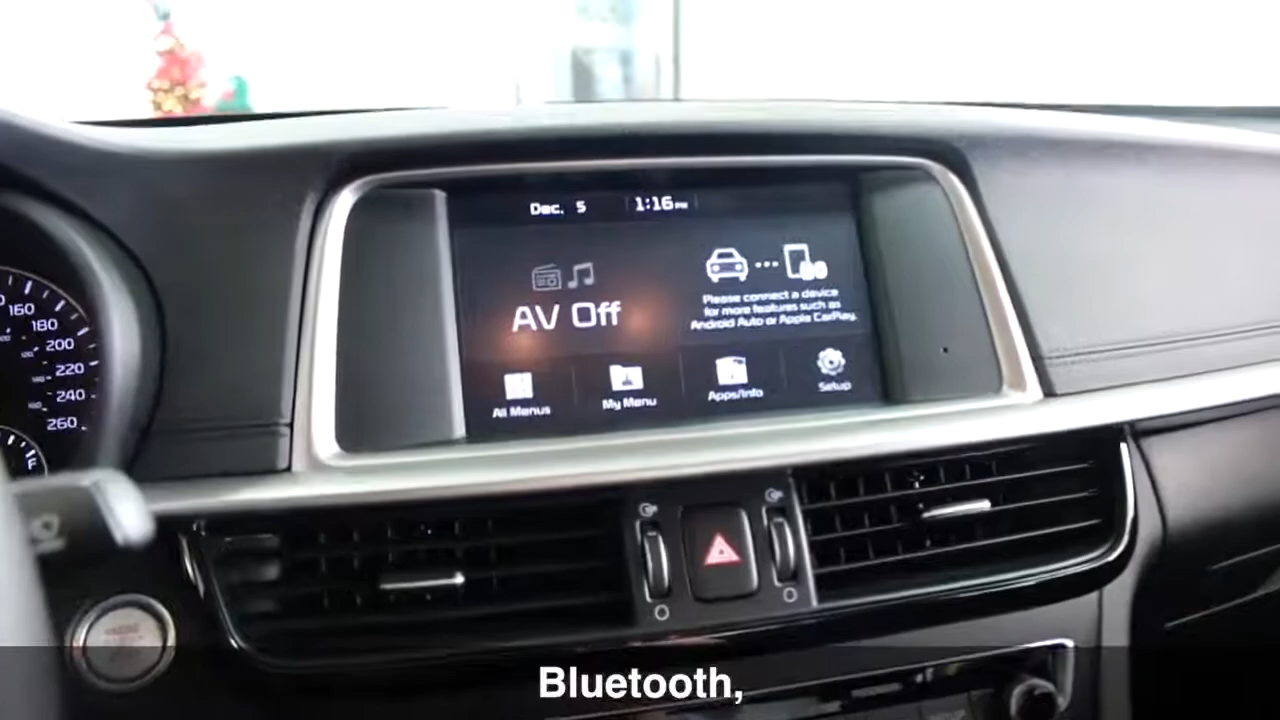 Dec. 5 1:16 PM
AV Off
Please connect a device
for more features such as
Android Auto or Apple CarPlay.
All Menus My Menu Apps/Info Setup
160
180
200
220
240
260
F
Bluetooth,